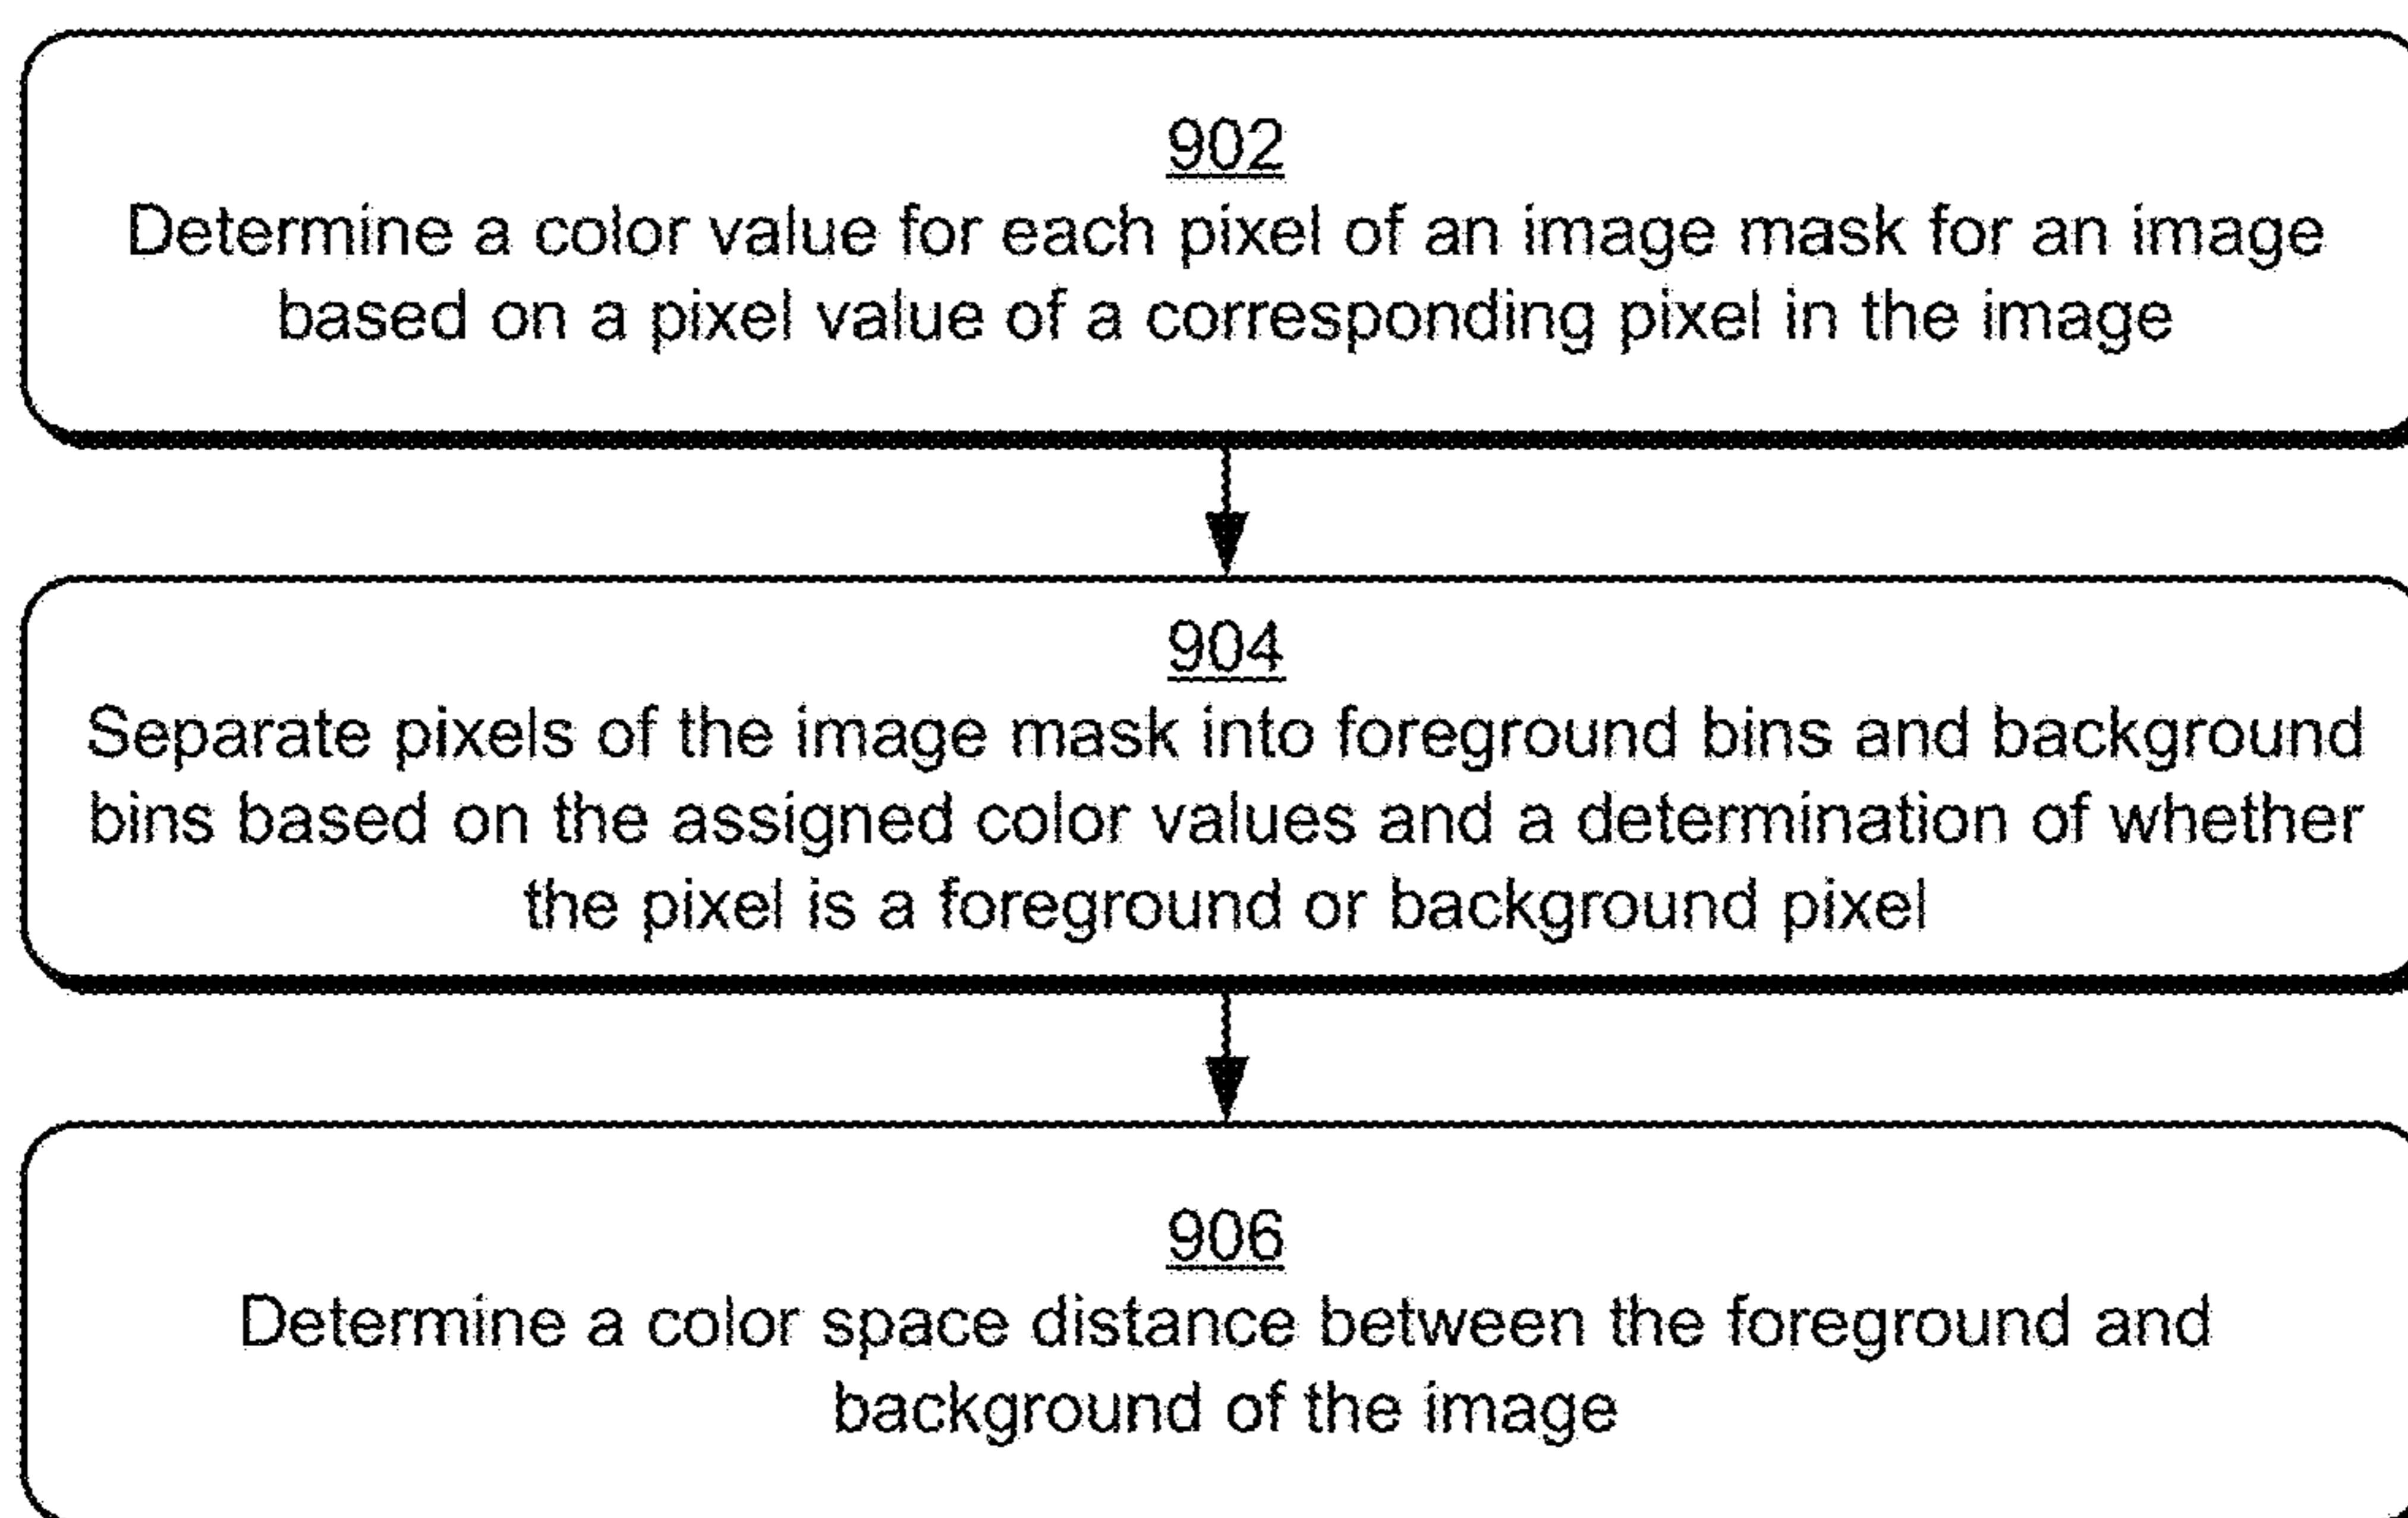 902
Determine a color value for each pixel of an image mask for an image
based on a pixel value of a corresponding pixel in the image
904
Separate pixels of the image mask into foreground bins and background
bins based on the assigned color values and a determination of whether
the pixel is a foreground or background pixel
906
Determine a color space distance between the foreground and
background of the image